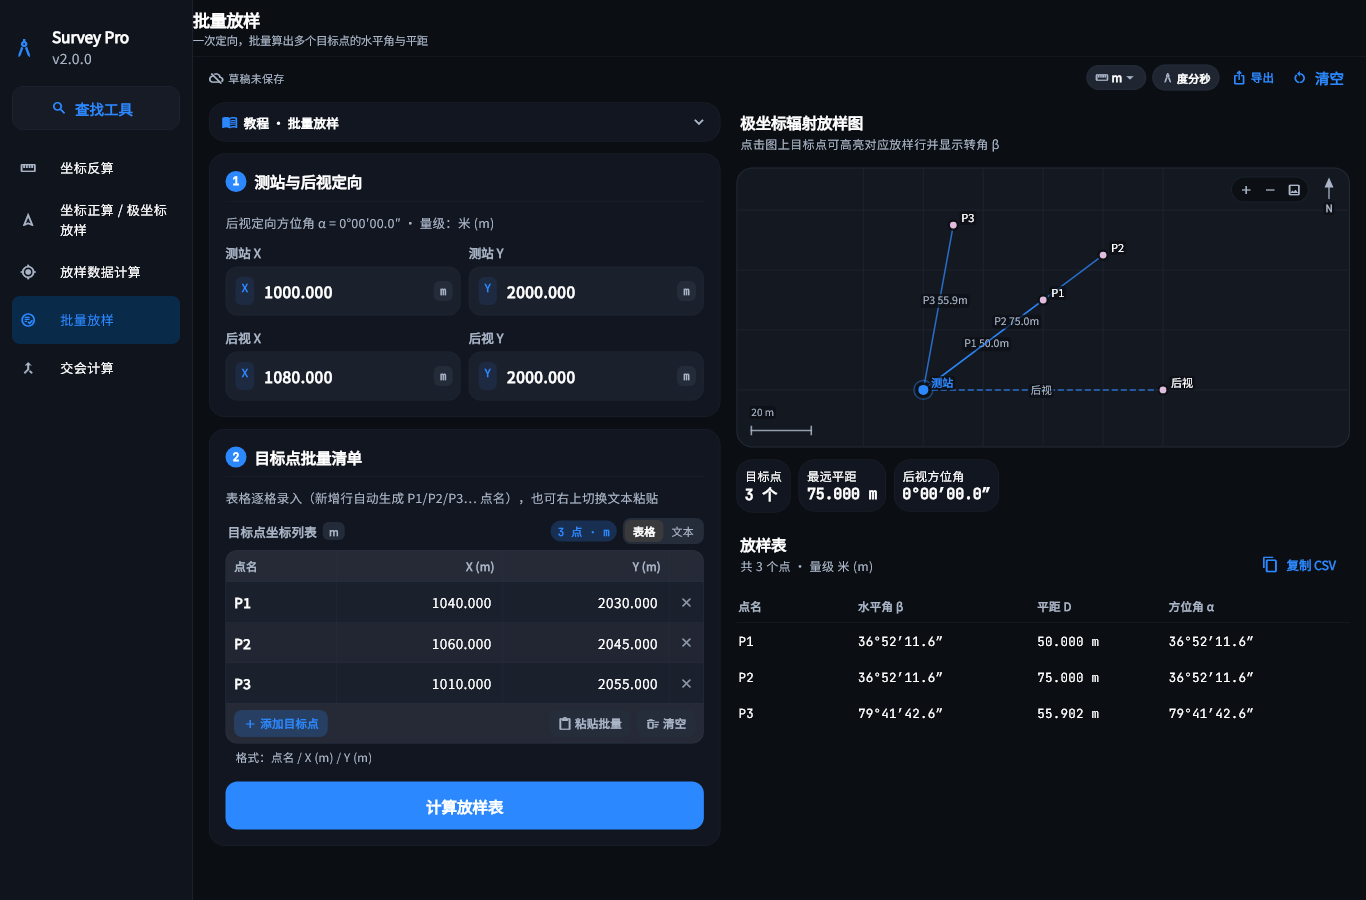 Survey Pro
v2.0.0
查找工具
坐标反算
坐标正算 / 极坐标
放样
放样数据计算
批量放样
交会计算
批量放样
一次定向，批量算出多个目标点的水平角与平距
草稿未保存
m
度分秒
导出
清空
教程 · 批量放样
1 测站与后视定向
后视定向方位角 α = 0°00′00.0″ · 量级：米 (m)
测站 X
测站 Y
X 1000.000 m
Y 2000.000 m
后视 X
后视 Y
X 1080.000 m
Y 2000.000 m
2 目标点批量清单
表格逐格录入（新增行自动生成 P1/P2/P3… 点名），也可右上切换文本粘贴
目标点坐标列表 m
3 点 · m
表格
文本
点名 X (m) Y (m)
P1 1040.000 2030.000
P2 1060.000 2045.000
P3 1010.000 2055.000
添加目标点
粘贴批量
清空
格式：点名 / X (m) / Y (m)
计算放样表
极坐标辐射放样图
点击图上目标点可高亮对应放样行并显示转角 β
N
P3
P2
P1
P3 55.9m
P2 75.0m
P1 50.0m
测站
后视
后视
20 m
目标点
3 个
最远平距
75.000 m
后视方位角
0°00′00.0″
放样表
共 3 个点 · 量级 米 (m)
复制 CSV
点名 水平角 β 平距 D 方位角 α
P1 36°52′11.6″ 50.000 m 36°52′11.6″
P2 36°52′11.6″ 75.000 m 36°52′11.6″
P3 79°41′42.6″ 55.902 m 79°41′42.6″